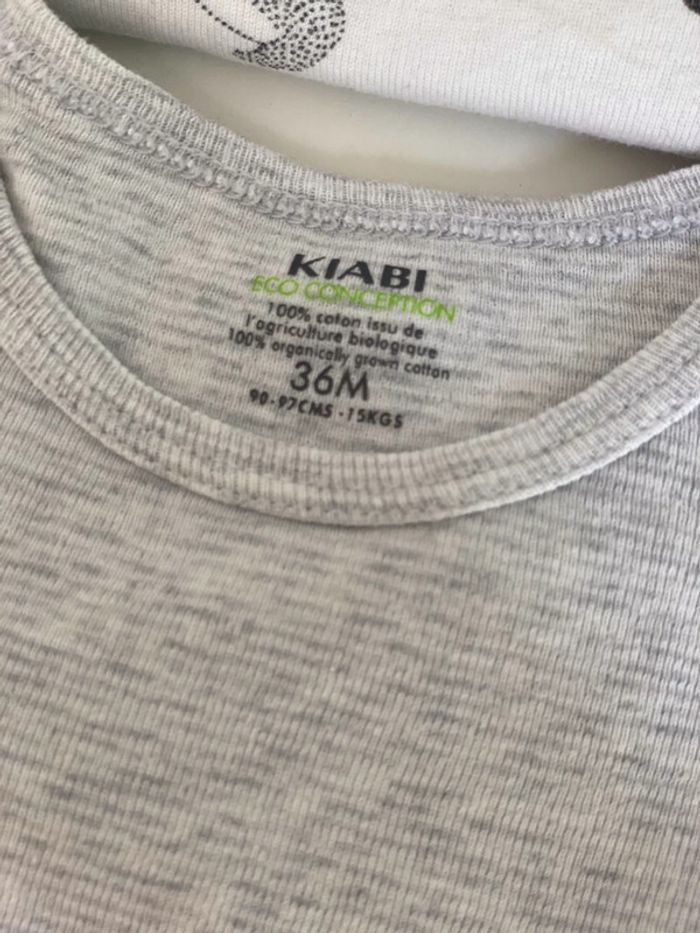 KIABI
ECO CONCEPTION
100% coton issu de
l'agriculture biologique
100% organically grown cotton
36M
90-97CMS - 15KGS